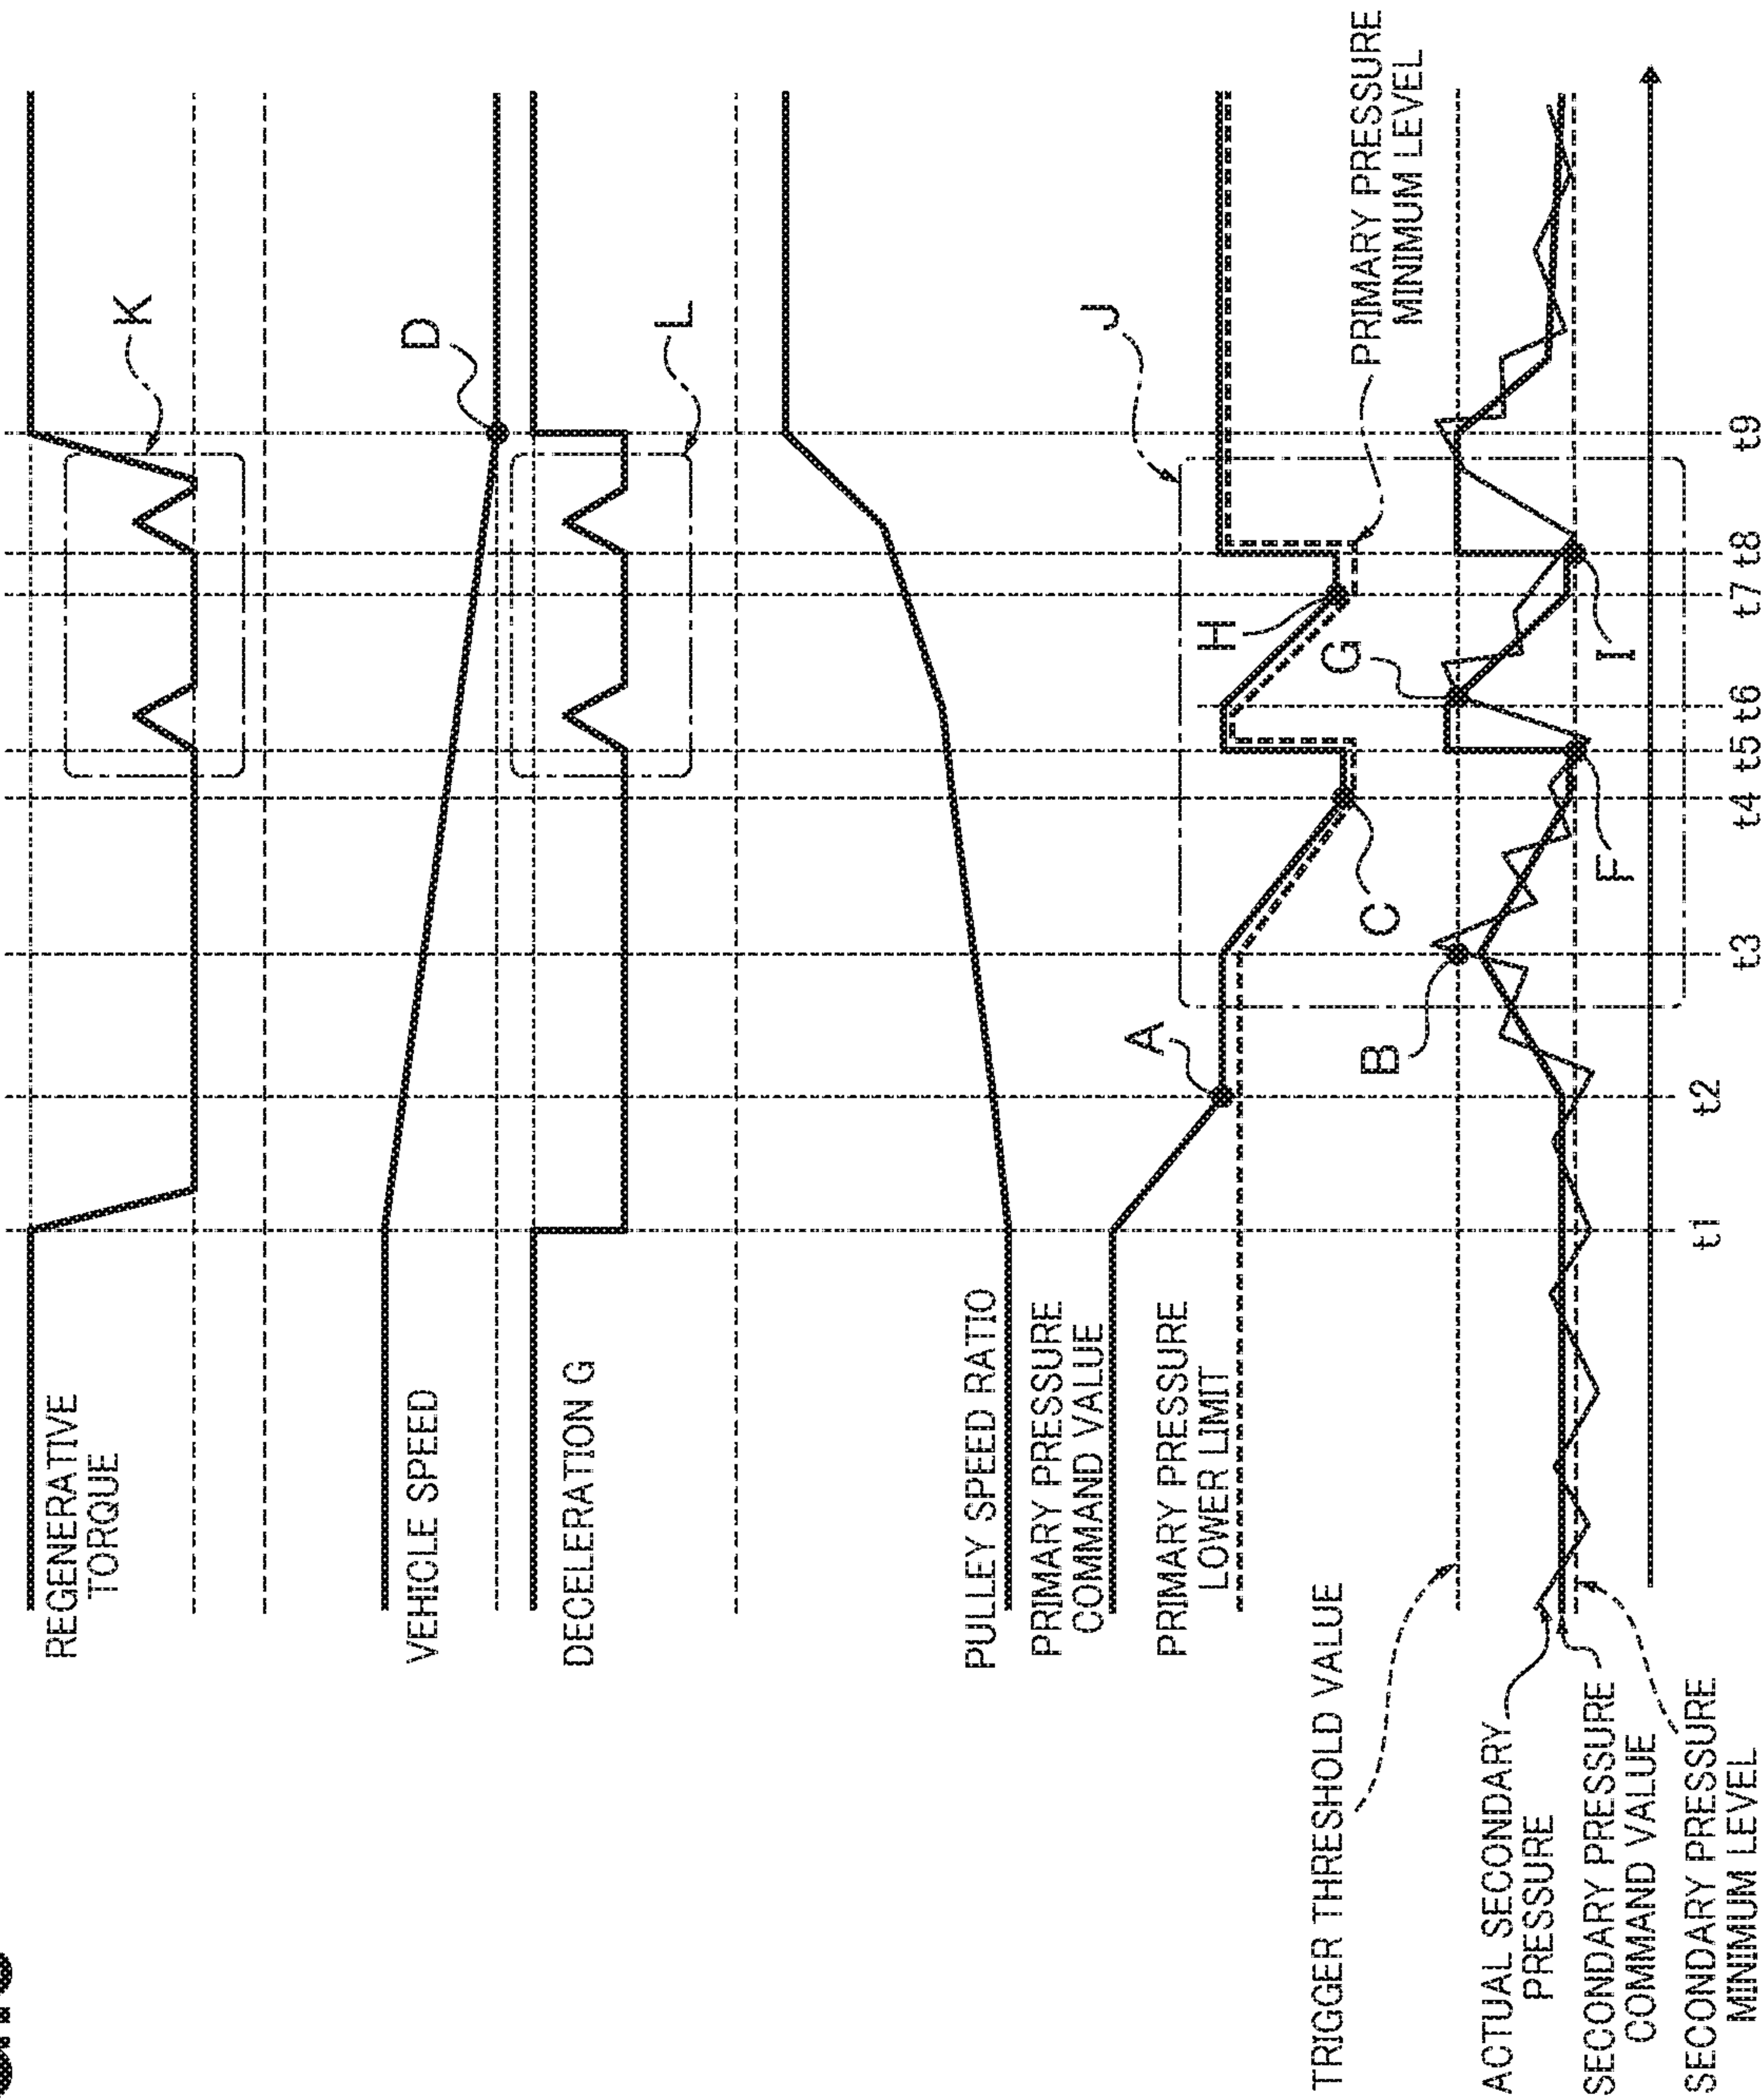 REGENERATIVE
TORQUE
K
VEHICLE SPEED
D
DECELERATION G
L
PULLEY SPEED RATIO
PRIMARY PRESSURE
COMMAND VALUE
PRIMARY PRESSURE
LOWER LIMIT
A
J
H
G
C
PRIMARY PRESSURE
MINIMUM LEVEL
TRIGGER THRESHOLD VALUE
B
ACTUAL SECONDARY
PRESSURE
SECONDARY PRESSURE
COMMAND VALUE
SECONDARY PRESSURE
MINIMUM LEVEL
F
I
t1 t2 t3 t4 t5 t6 t7 t8 t9